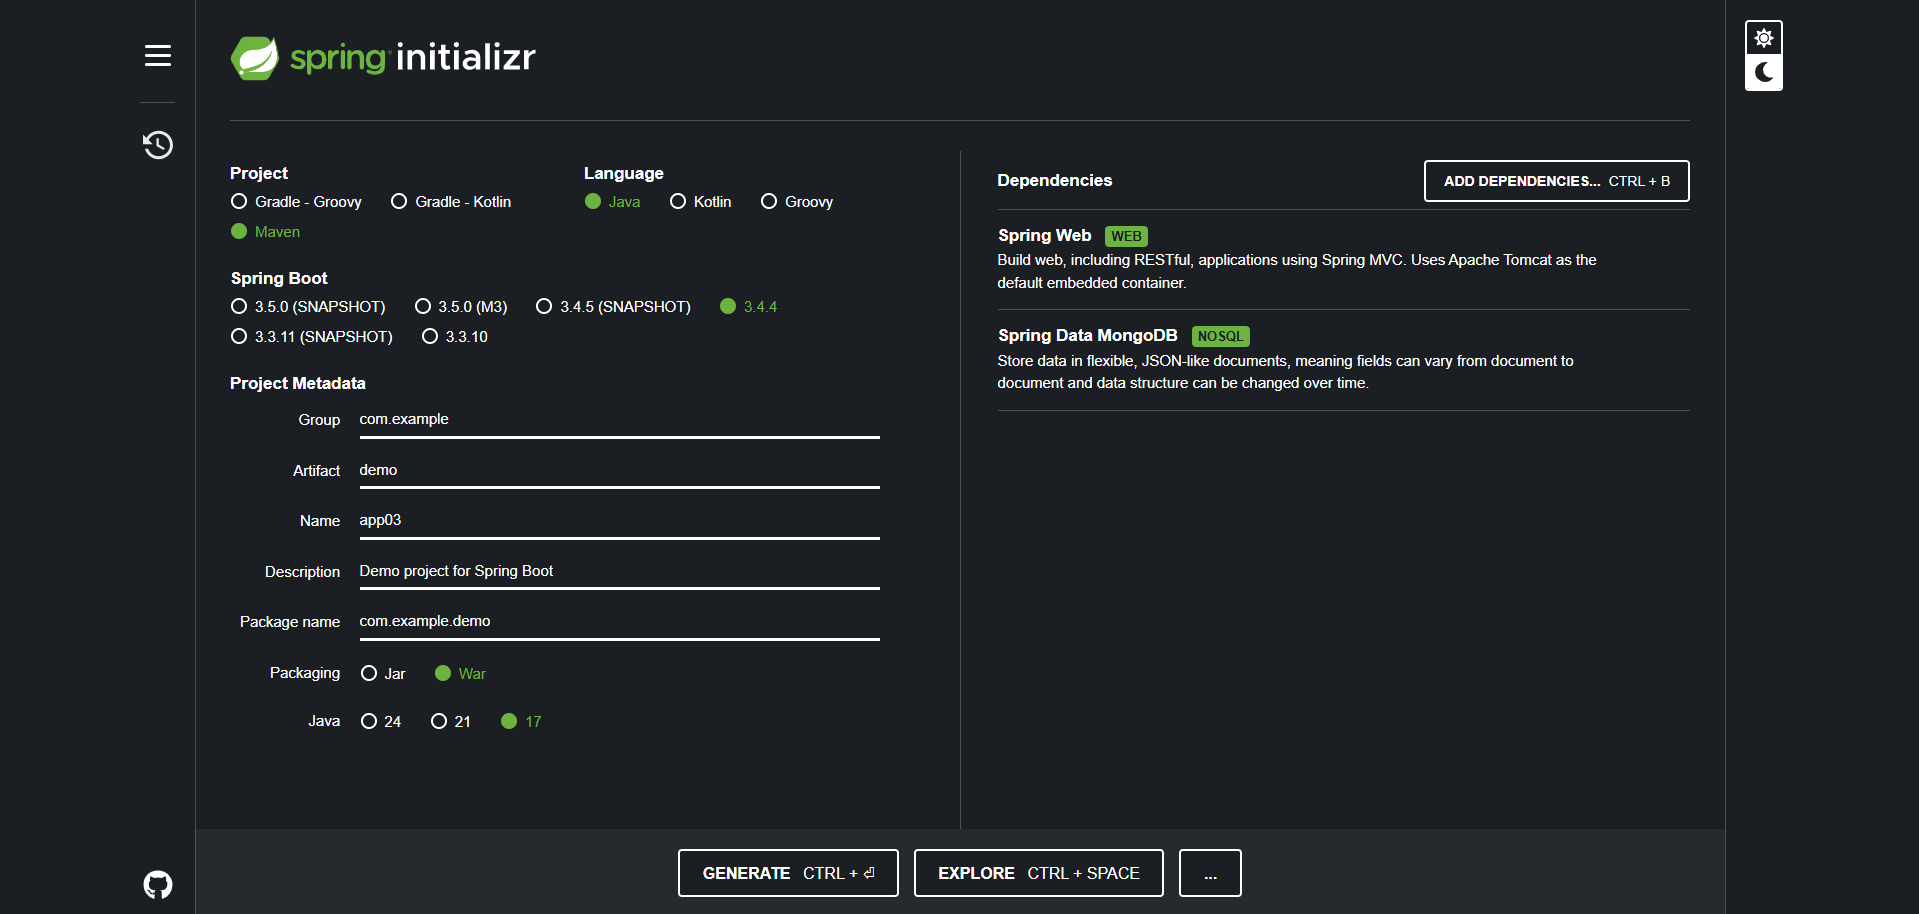 spring initializr
Project
Gradle - Groovy Gradle - Kotlin
Maven
Language
Java Kotlin Groovy
Spring Boot
3.5.0 (SNAPSHOT) 3.5.0 (M3) 3.4.5 (SNAPSHOT) 3.4.4
3.3.11 (SNAPSHOT) 3.3.10
Project Metadata
Group com.example
Artifact demo
Name app03
Description Demo project for Spring Boot
Package name com.example.demo
Packaging Jar War
Java 24 21 17
Dependencies ADD DEPENDENCIES... CTRL + B
Spring Web WEB
Build web, including RESTful, applications using Spring MVC. Uses Apache Tomcat as the
default embedded container.
Spring Data MongoDB NOSQL
Store data in flexible, JSON-like documents, meaning fields can vary from document to
document and data structure can be changed over time.
GENERATE CTRL + ⏎ EXPLORE CTRL + SPACE ...